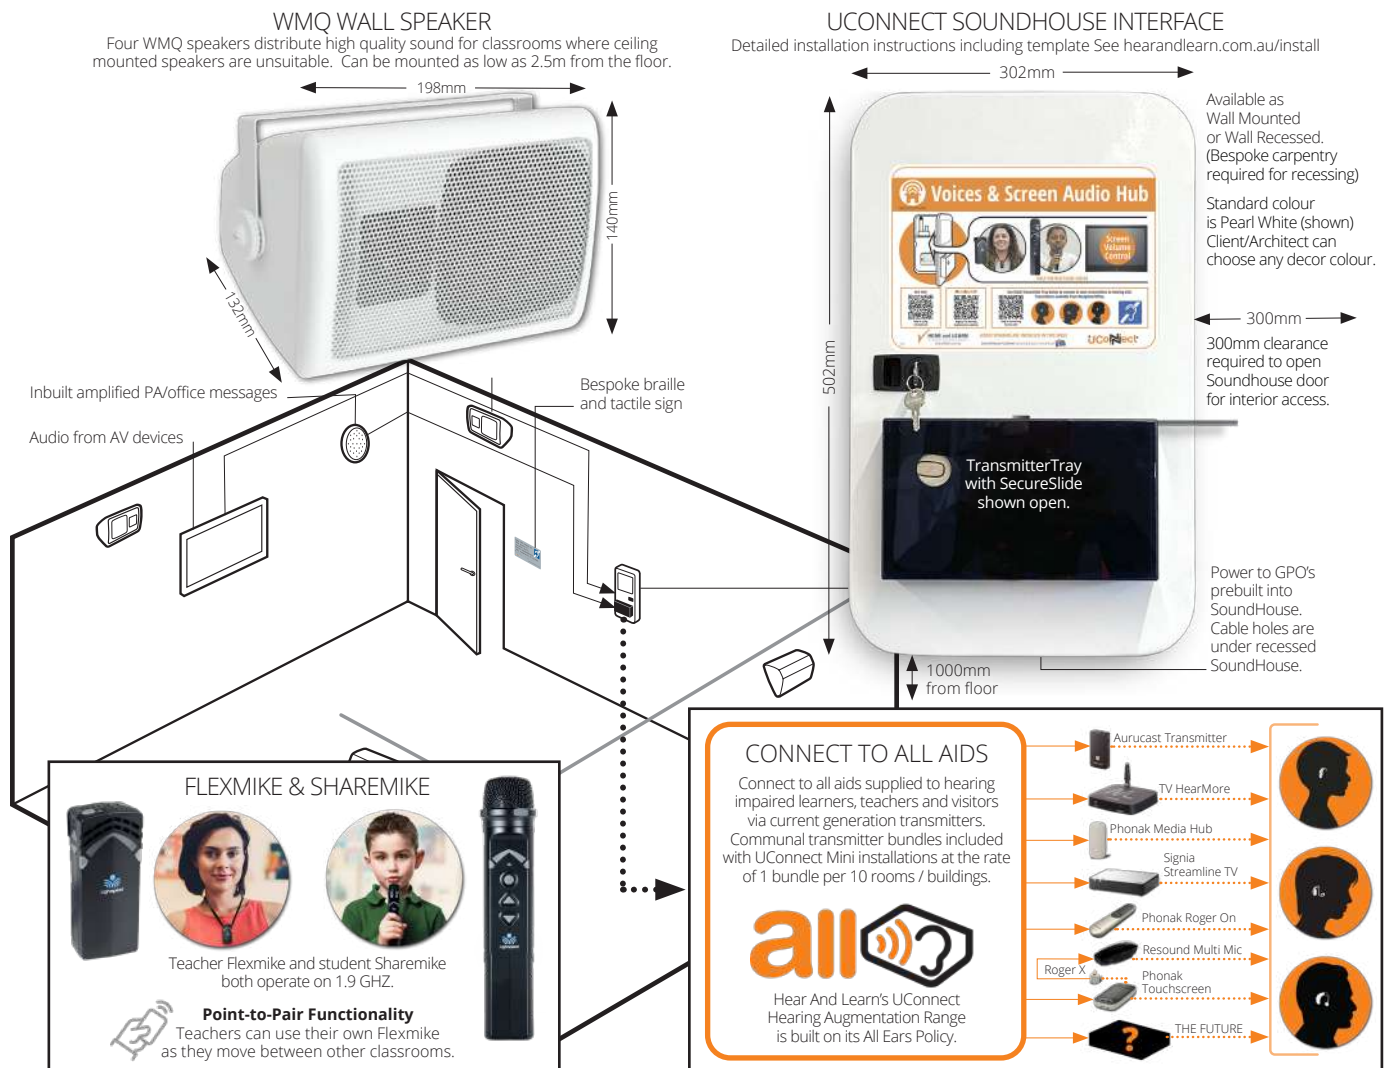 WMQ WALL SPEAKER
Four WMQ speakers distribute high quality sound for classrooms where ceiling
mounted speakers are unsuitable. Can be mounted as low as 2.5m from the floor.
198mm
140mm
132mm
UCONNECT SOUNDHOUSE INTERFACE
Detailed installation instructions including template See hearandlearn.com.au/install
302mm
502mm
Available as
Wall Mounted
or Wall Recessed.
(Bespoke carpentry
required for recessing)
Standard colour
is Pearl White (shown)
Client/Architect can
choose any decor colour.
300mm
300mm clearance
required to open
Soundhouse door
for interior access.
Voices & Screen Audio Hub
Screen
Volume
Control
UCoNNect
TransmitterTray
with SecureSlide
shown open.
Power to GPO's
prebuilt into
SoundHouse.
Cable holes are
under recessed
SoundHouse.
1000mm
from floor
Inbuilt amplified PA/office messages
Audio from AV devices
Bespoke braille
and tactile sign
FLEXMIKE & SHAREMIKE
Teacher Flexmike and student Sharemike
both operate on 1.9 GHZ.
Point-to-Pair Functionality
Teachers can use their own Flexmike
as they move between other classrooms.
CONNECT TO ALL AIDS
Connect to all aids supplied to hearing
impaired learners, teachers and visitors
via current generation transmitters.
Communal transmitter bundles included
with UConnect Mini installations at the rate
of 1 bundle per 10 rooms / buildings.
all
Hear And Learn's UConnect
Hearing Augmentation Range
is built on its All Ears Policy.
Aurucast Transmitter
TV HearMore
Phonak Media Hub
Signia
Streamline TV
Phonak Roger On
Resound Multi Mic
Roger X
Phonak
Touchscreen
?
THE FUTURE